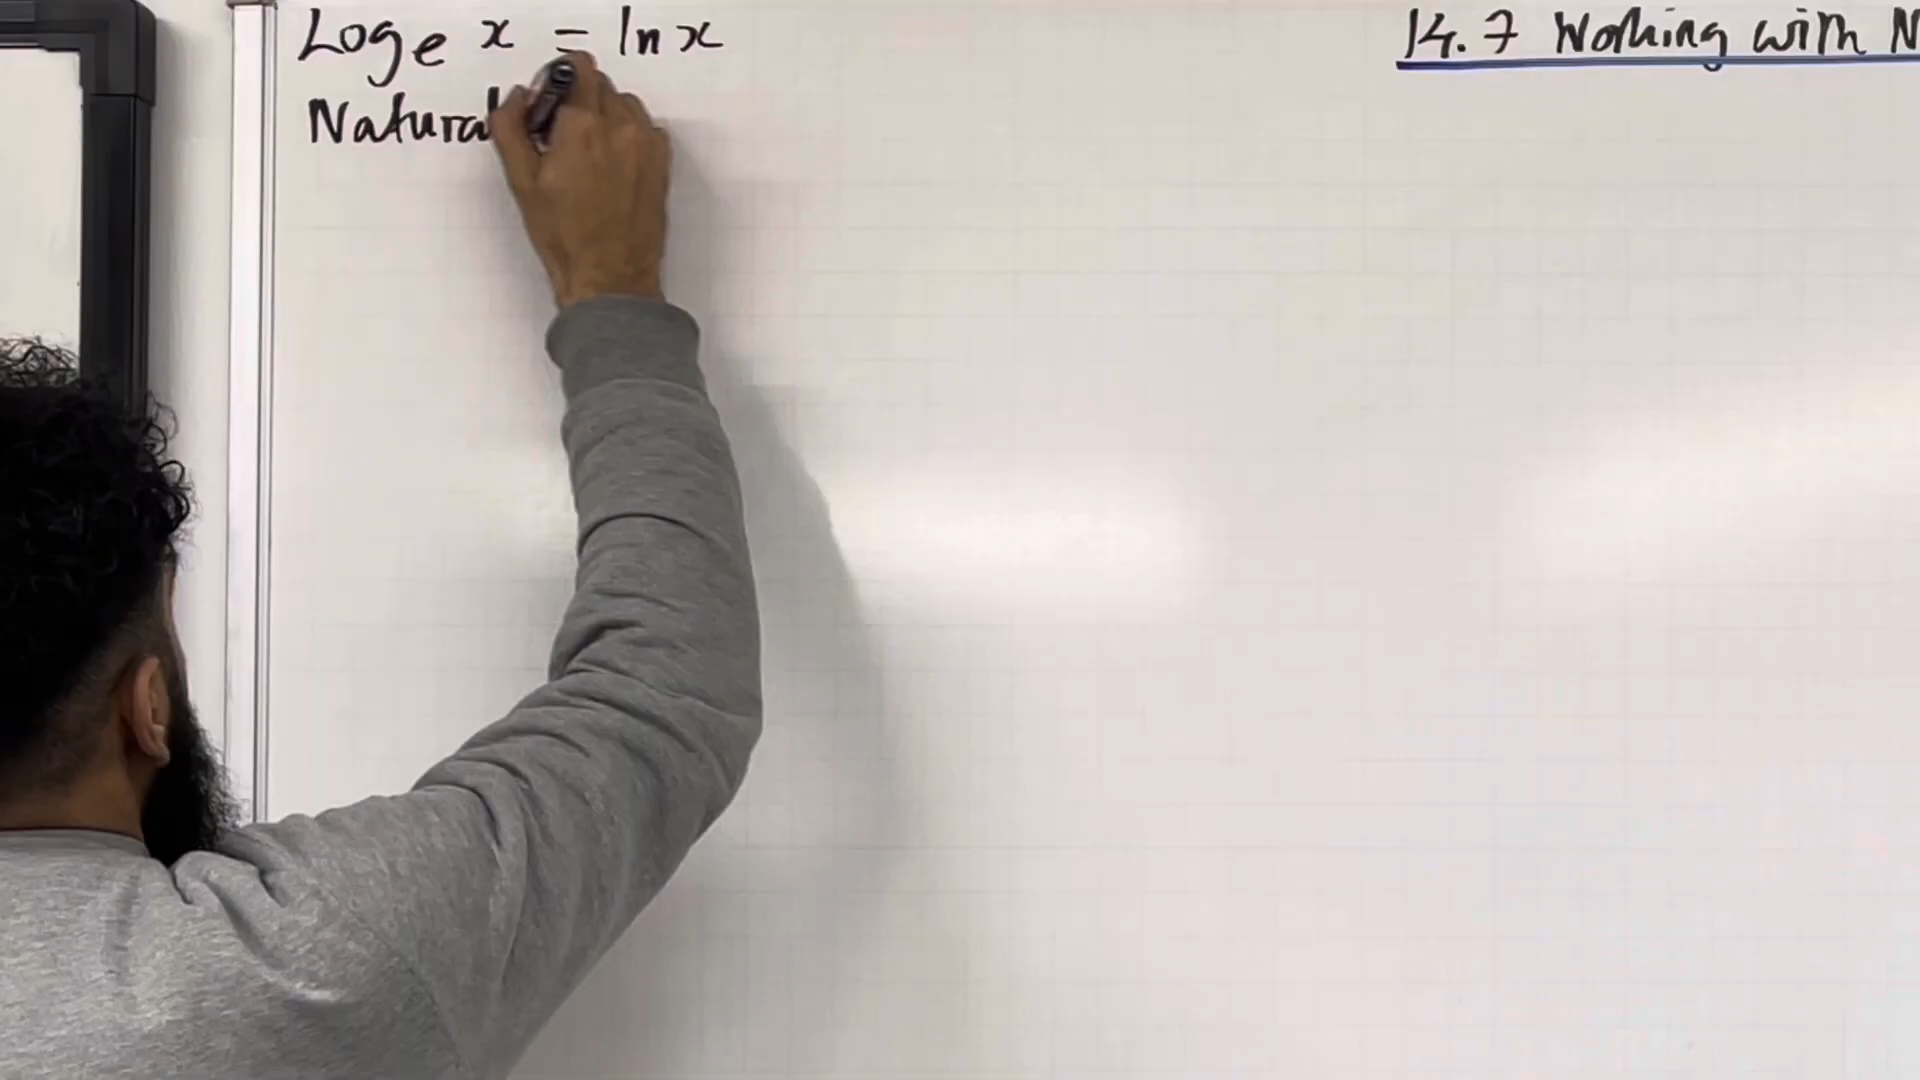 Loge x = ln x
Natural
14.7 Working with N